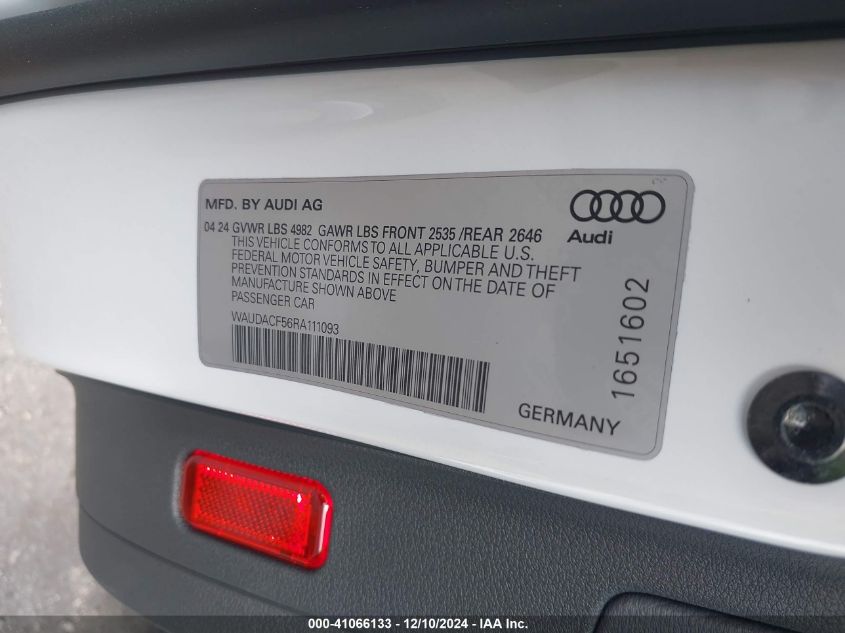 MFD. BY AUDI AG
04 24 GVWR LBS 4982 GAWR LBS FRONT 2535 /REAR 2646
THIS VEHICLE CONFORMS TO ALL APPLICABLE U.S.
FEDERAL MOTOR VEHICLE SAFETY, BUMPER AND THEFT
PREVENTION STANDARDS IN EFFECT ON THE DATE OF
MANUFACTURE SHOWN ABOVE
PASSENGER CAR
WAUDACF56RA111093
Audi
1651602
GERMANY
000-41066133 - 12/10/2024 - IAA Inc.